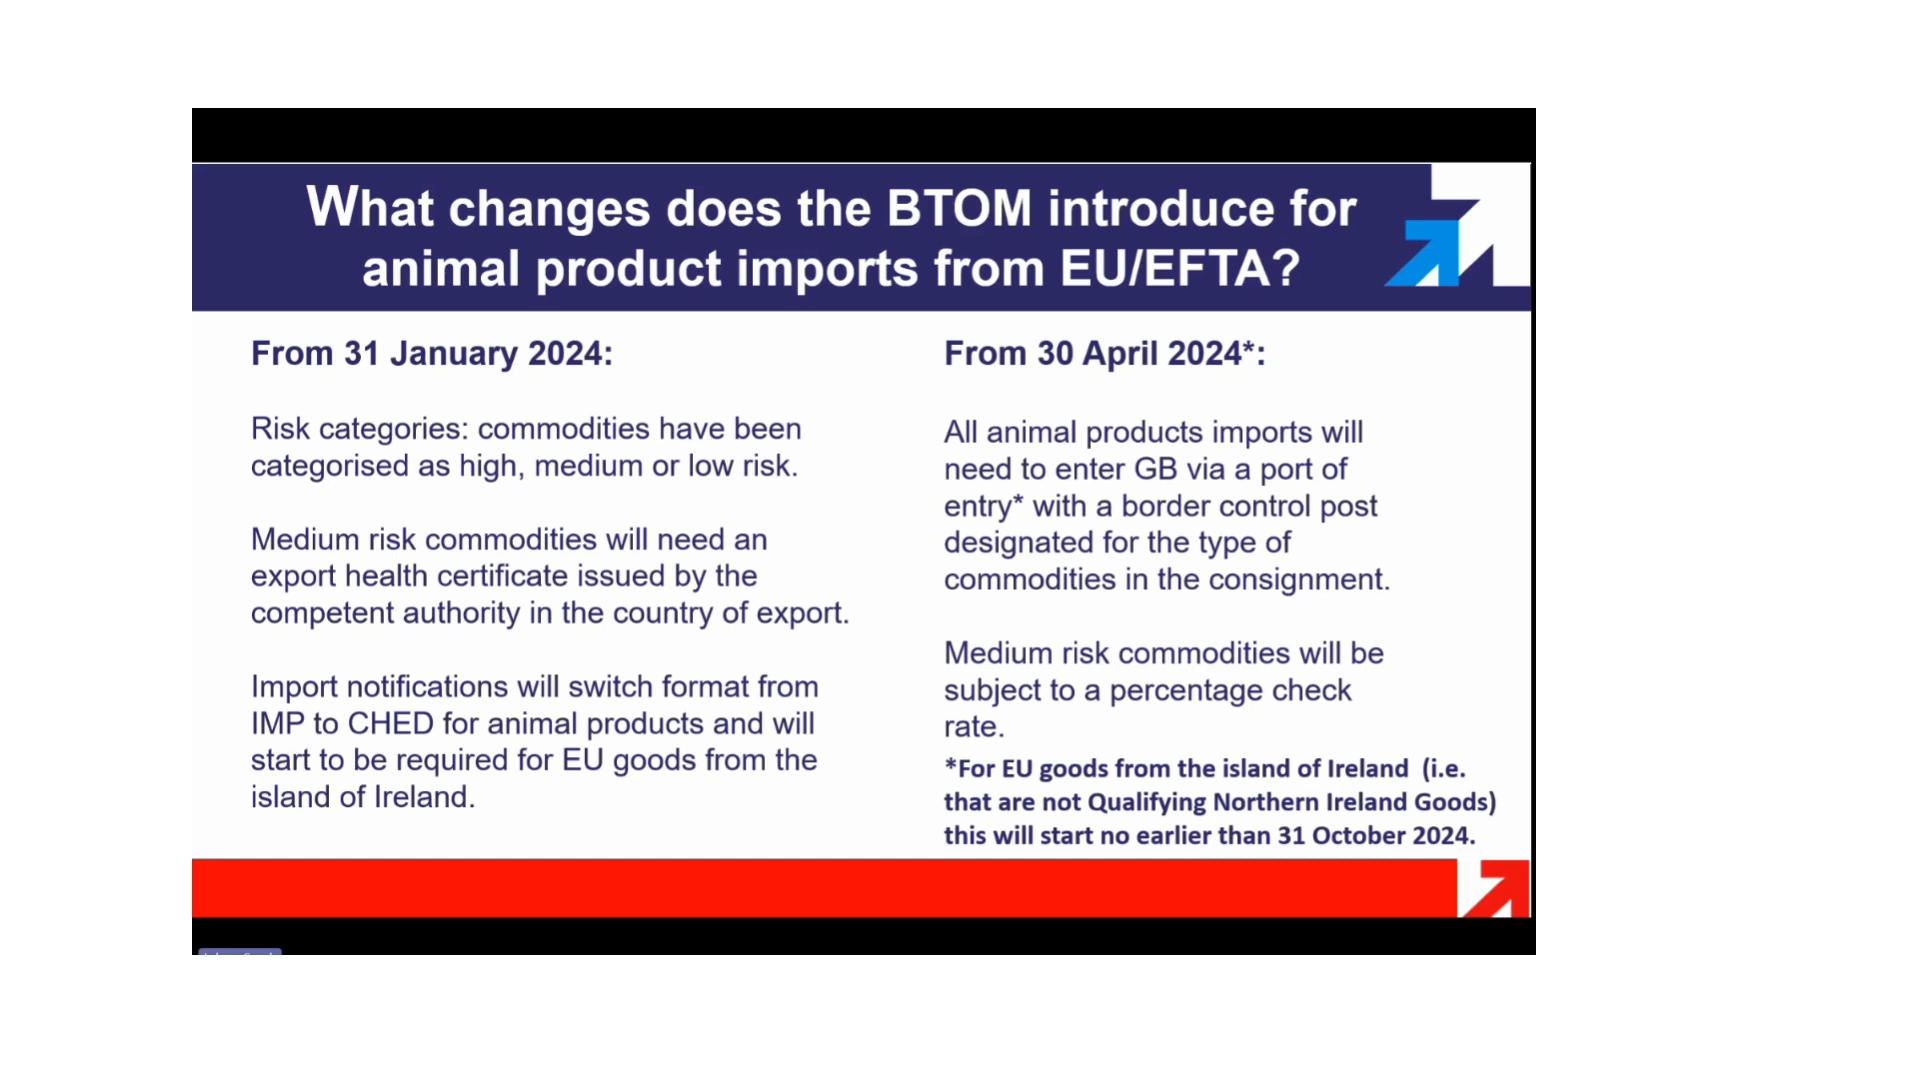 What changes does the BTOM introduce for
animal product imports from EU/EFTA?
From 31 January 2024:
Risk categories: commodities have been
categorised as high, medium or low risk.
Medium risk commodities will need an
export health certificate issued by the
competent authority in the country of export.
Import notifications will switch format from
IMP to CHED for animal products and will
start to be required for EU goods from the
island of Ireland.
From 30 April 2024*:
All animal products imports will
need to enter GB via a port of
entry* with a border control post
designated for the type of
commodities in the consignment.
Medium risk commodities will be
subject to a percentage check
rate.
*For EU goods from the island of Ireland (i.e.
that are not Qualifying Northern Ireland Goods)
this will start no earlier than 31 October 2024.